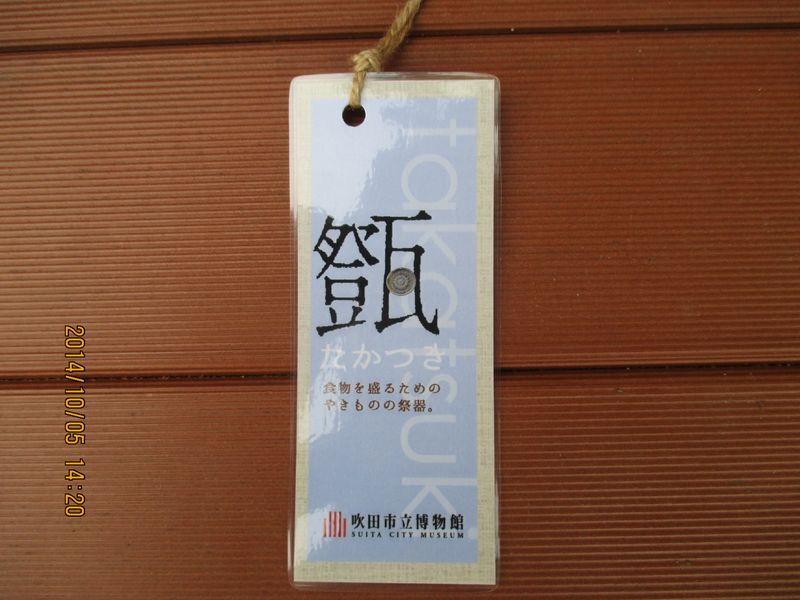 takatsuki
たかつき
食物を盛るための
やきものの祭器。
吹田市立博物館
SUITA CITY MUSEUM
2014/10/05 14:20